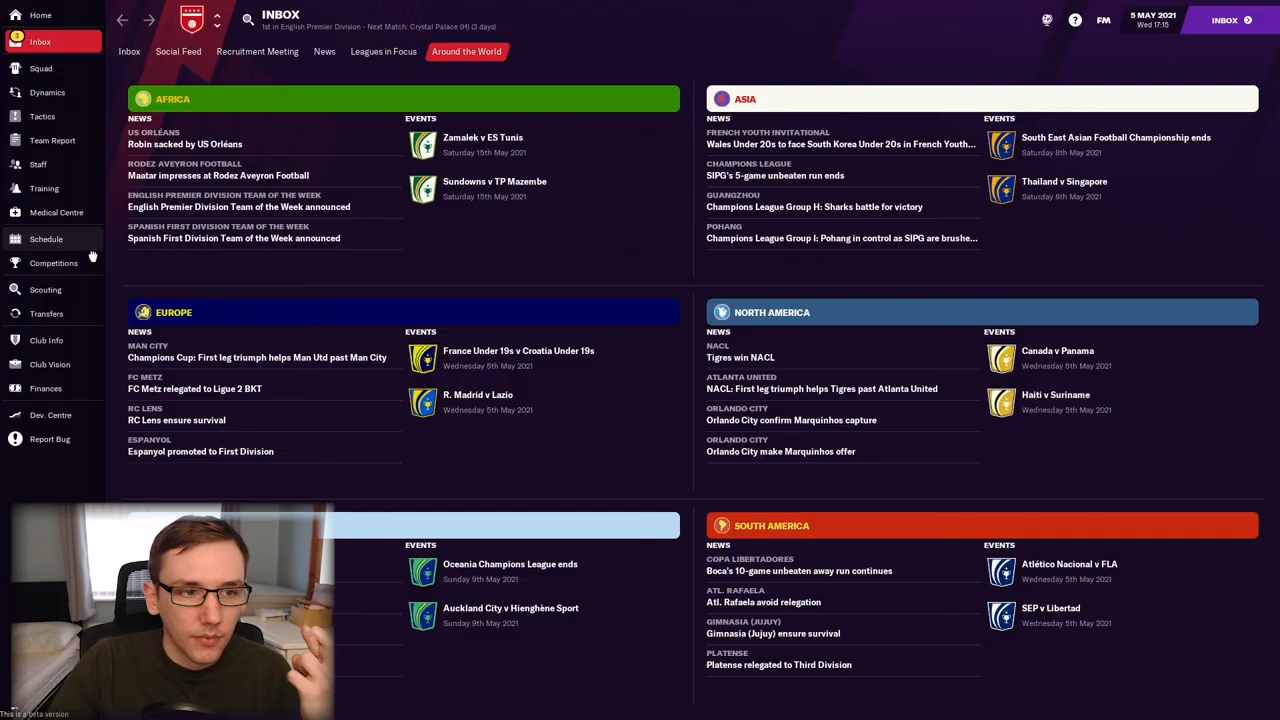 Home
3
Inbox
Squad
Dynamics
Tactics
Team Report
Staff
Training
Medical Centre
Schedule
Competitions
Scouting
Transfers
Club Info
Club Vision
Finances
Dev. Centre
Report Bug
INBOX
1st in English Premier Division - Next Match: Crystal Palace (H) (3 days)
?
FM
5 MAY 2021
Wed 17:15
INBOX
Inbox
Social Feed
Recruitment Meeting
News
Leagues in Focus
Around the World
AFRICA
NEWS
US ORLÉANS
Robin sacked by US Orléans
RODEZ AVEYRON FOOTBALL
Maatar impresses at Rodez Aveyron Football
ENGLISH PREMIER DIVISION TEAM OF THE WEEK
English Premier Division Team of the Week announced
SPANISH FIRST DIVISION TEAM OF THE WEEK
Spanish First Division Team of the Week announced
EVENTS
Zamalek v ES Tunis
Saturday 15th May 2021
Sundowns v TP Mazembe
Saturday 15th May 2021
ASIA
NEWS
FRENCH YOUTH INVITATIONAL
Wales Under 20s to face South Korea Under 20s in French Youth...
CHAMPIONS LEAGUE
SIPG's 5-game unbeaten run ends
GUANGZHOU
Champions League Group H: Sharks battle for victory
POHANG
Champions League Group I: Pohang in control as SIPG are brushe...
EVENTS
South East Asian Football Championship ends
Saturday 8th May 2021
Thailand v Singapore
Saturday 8th May 2021
EUROPE
NEWS
MAN CITY
Champions Cup: First leg triumph helps Man Utd past Man City
FC METZ
FC Metz relegated to Ligue 2 BKT
RC LENS
RC Lens ensure survival
ESPANYOL
Espanyol promoted to First Division
EVENTS
France Under 19s v Croatia Under 19s
Wednesday 5th May 2021
R. Madrid v Lazio
Wednesday 5th May 2021
NORTH AMERICA
NEWS
NACL
Tigres win NACL
ATLANTA UNITED
NACL: First leg triumph helps Tigres past Atlanta United
ORLANDO CITY
Orlando City confirm Marquinhos capture
ORLANDO CITY
Orlando City make Marquinhos offer
EVENTS
Canada v Panama
Wednesday 5th May 2021
Haiti v Suriname
Wednesday 5th May 2021
EVENTS
Oceania Champions League ends
Sunday 9th May 2021
Auckland City v Hienghène Sport
Sunday 9th May 2021
SOUTH AMERICA
NEWS
COPA LIBERTADORES
Boca's 10-game unbeaten away run continues
ATL. RAFAELA
Atl. Rafaela avoid relegation
GIMNASIA (JUJUY)
Gimnasia (Jujuy) ensure survival
PLATENSE
Platense relegated to Third Division
EVENTS
Atlético Nacional v FLA
Wednesday 5th May 2021
SEP v Libertad
Wednesday 5th May 2021
This is a beta version